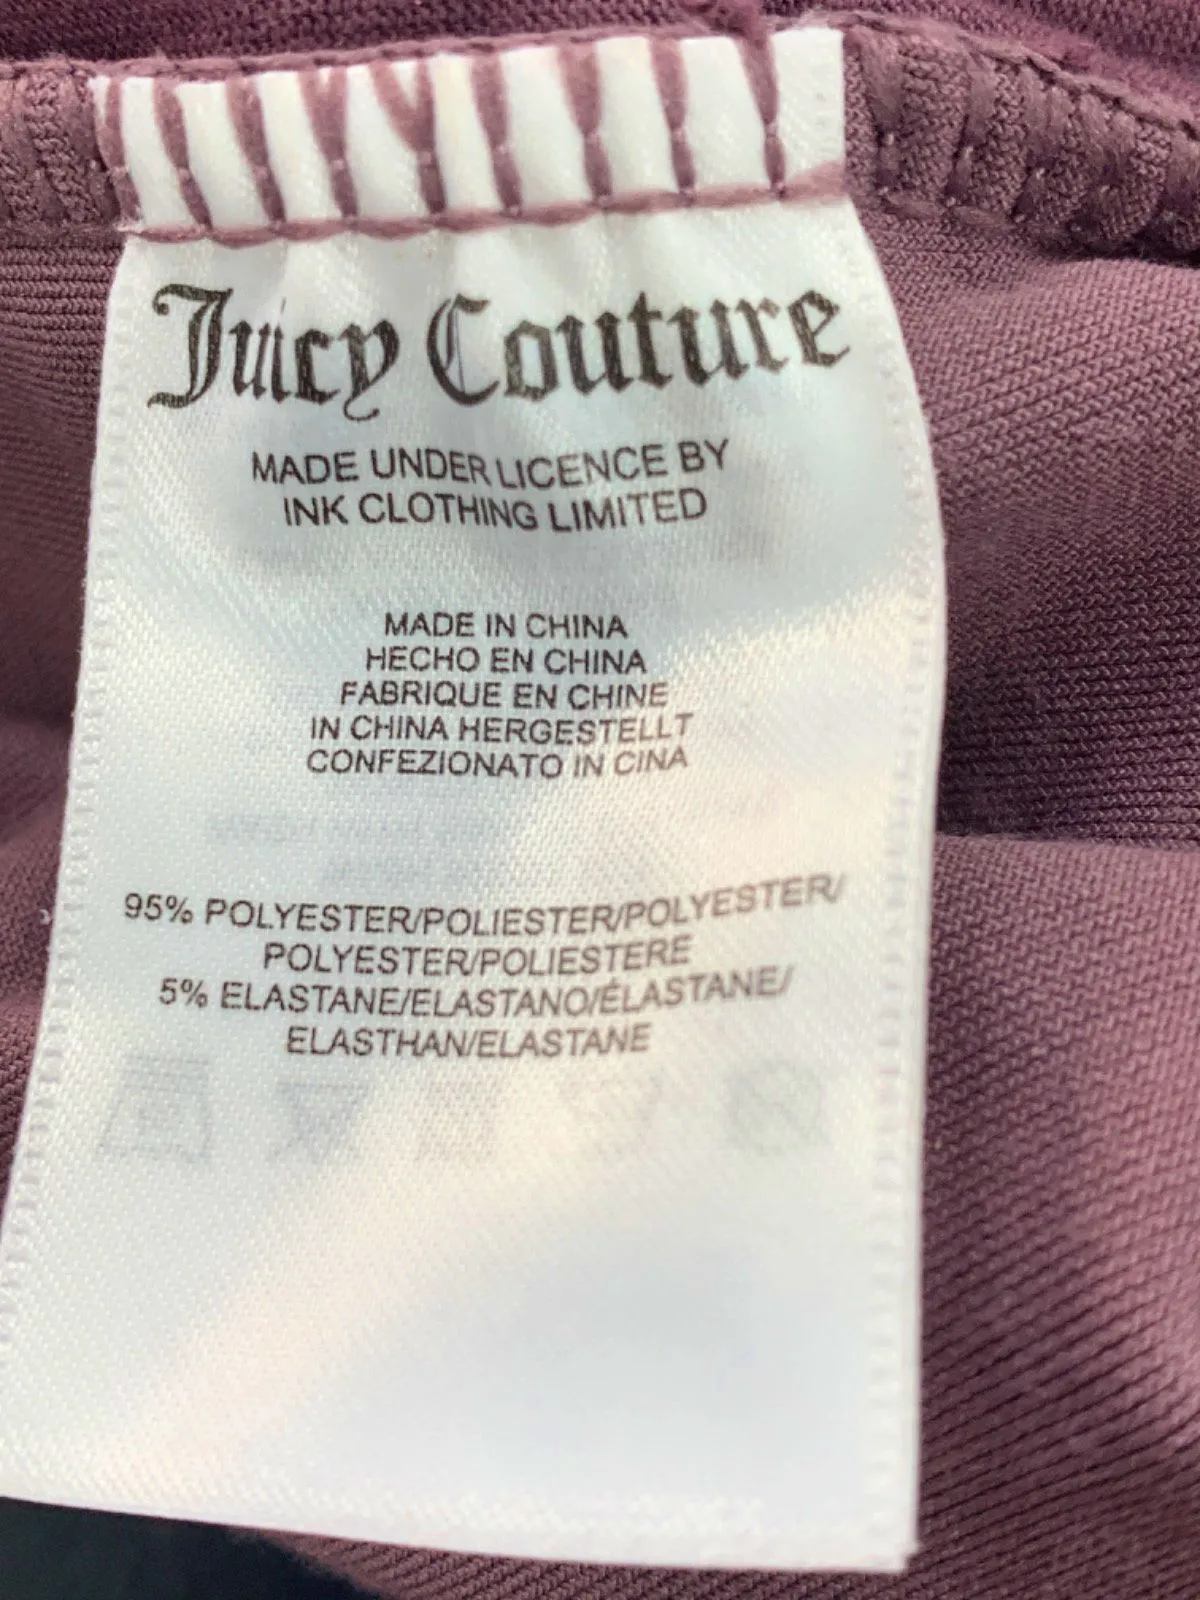 Juicy Couture
MADE UNDER LICENCE BY
INK CLOTHING LIMITED
MADE IN CHINA
HECHO EN CHINA
FABRIQUE EN CHINE
IN CHINA HERGESTELLT
CONFEZIONATO IN CINA
95% POLYESTER/POLIESTER/POLYESTER/
POLYESTER/POLIESTERE
5% ELASTANE/ELASTANO/ÉLASTANE/
ELASTHAN/ELASTANE